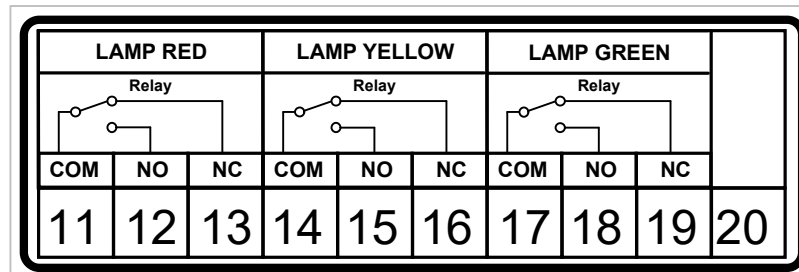 LAMP RED LAMP YELLOW LAMP GREEN
Relay Relay Relay
COM NO NC COM NO NC COM NO NC
11 12 13 14 15 16 17 18 19 20